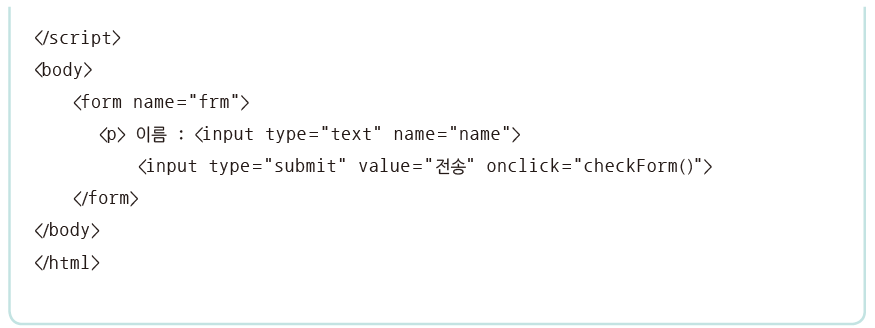 </script>
<body>
<form name="frm">
<p> 이름 : <input type="text" name="name">
<input type="submit" value="전송" onclick="checkForm()">
</form>
</body>
</html>